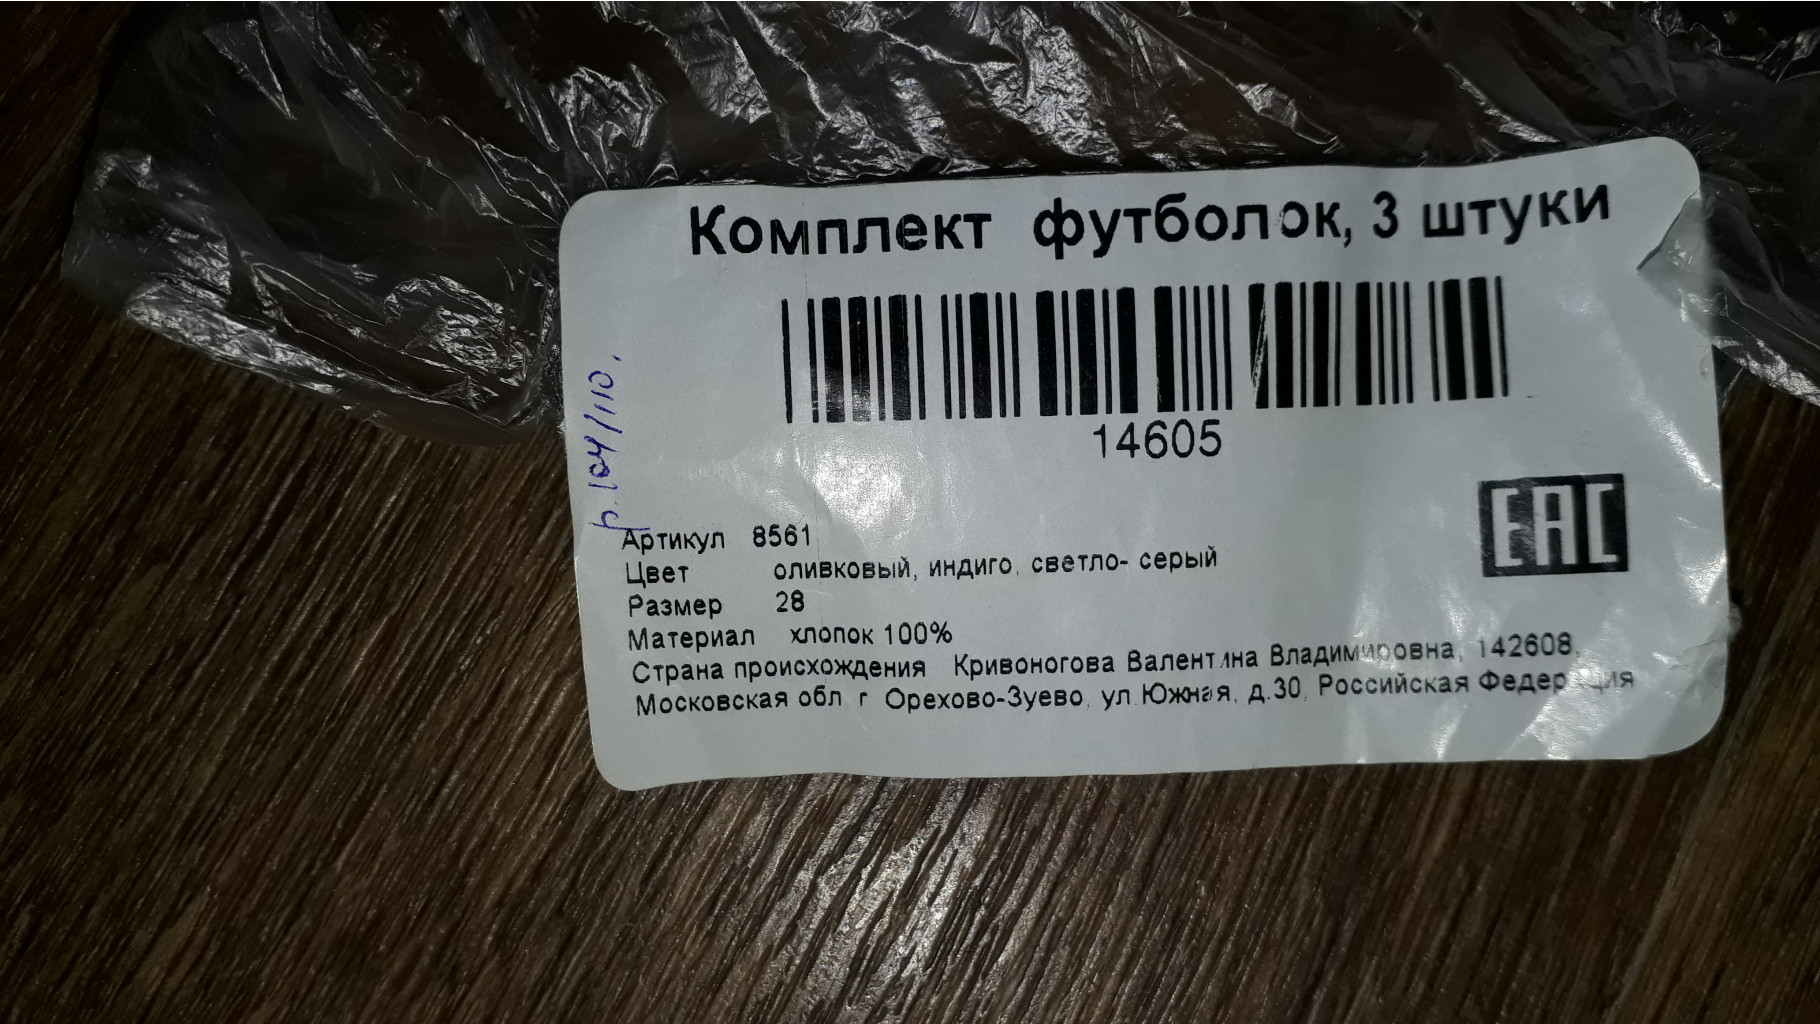 Комплект футболок, 3 штуки
14605
EAC
р. 104/110.
Артикул 8561
Цвет оливковый, индиго, светло- серый
Размер 28
Материал хлопок 100%
Страна происхождения Кривоногова Валентина Владимировна, 142608,
Московская обл г Орехово-Зуево, ул.Южная, д.30, Российская Федерация